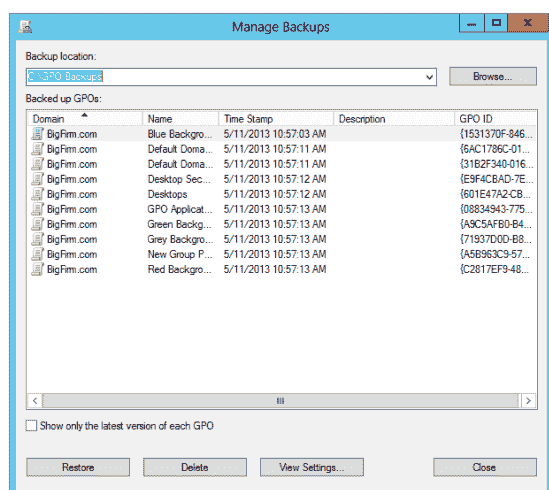 Manage Backups
Backup location:
C:\GPO Backups
Browse...
Backed up GPOs:
Domain Name Time Stamp Description GPO ID
BigFirm.com Blue Backgro... 5/11/2013 10:57:03 AM {1531370F-846...
BigFirm.com Default Doma... 5/11/2013 10:57:11 AM {6AC1786C-01...
BigFirm.com Default Doma... 5/11/2013 10:57:11 AM {31B2F340-016...
BigFirm.com Desktop Sec... 5/11/2013 10:57:12 AM {E9F4CBAD-7E...
BigFirm.com Desktops 5/11/2013 10:57:12 AM {601E47A2-CB...
BigFirm.com GPO Applicat... 5/11/2013 10:57:13 AM {08834943-775...
BigFirm.com Green Backg... 5/11/2013 10:57:13 AM {A9C5AFB0-B4...
BigFirm.com Grey Backgro... 5/11/2013 10:57:13 AM {71937D0D-B8...
BigFirm.com New Group P... 5/11/2013 10:57:13 AM {A5B963C9-57...
BigFirm.com Red Backgro... 5/11/2013 10:57:13 AM {C2817EF9-48...
Show only the latest version of each GPO
Restore Delete View Settings... Close